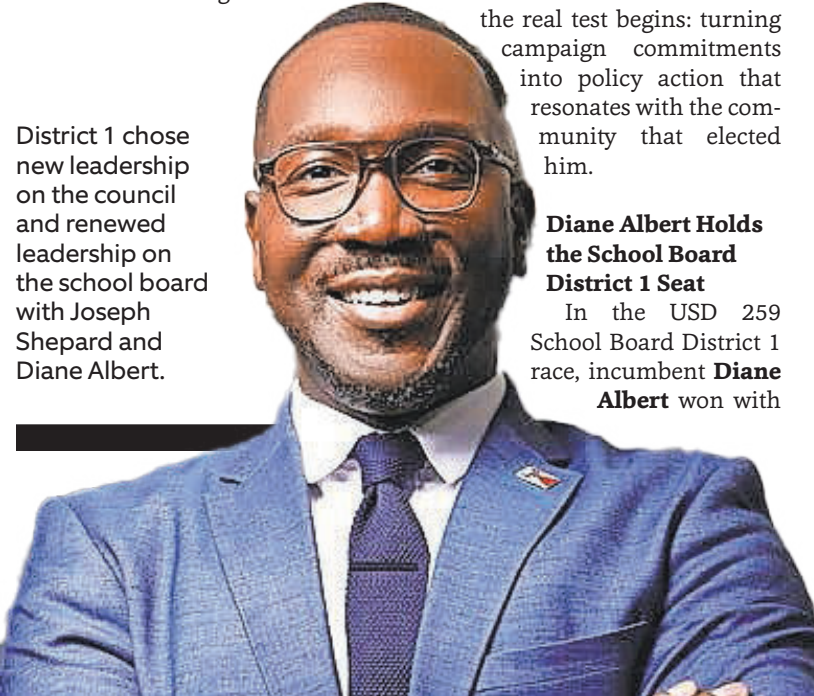 District 1 chose
new leadership
on the council
and renewed
leadership on
the school board
with Joseph
Shepard and
Diane Albert.
the real test begins: turning
campaign commitments
into policy action that
resonates with the com-
munity that elected
him.
Diane Albert Holds
the School Board
District 1 Seat
In the USD 259
School Board District 1
race, incumbent Diane
Albert won with